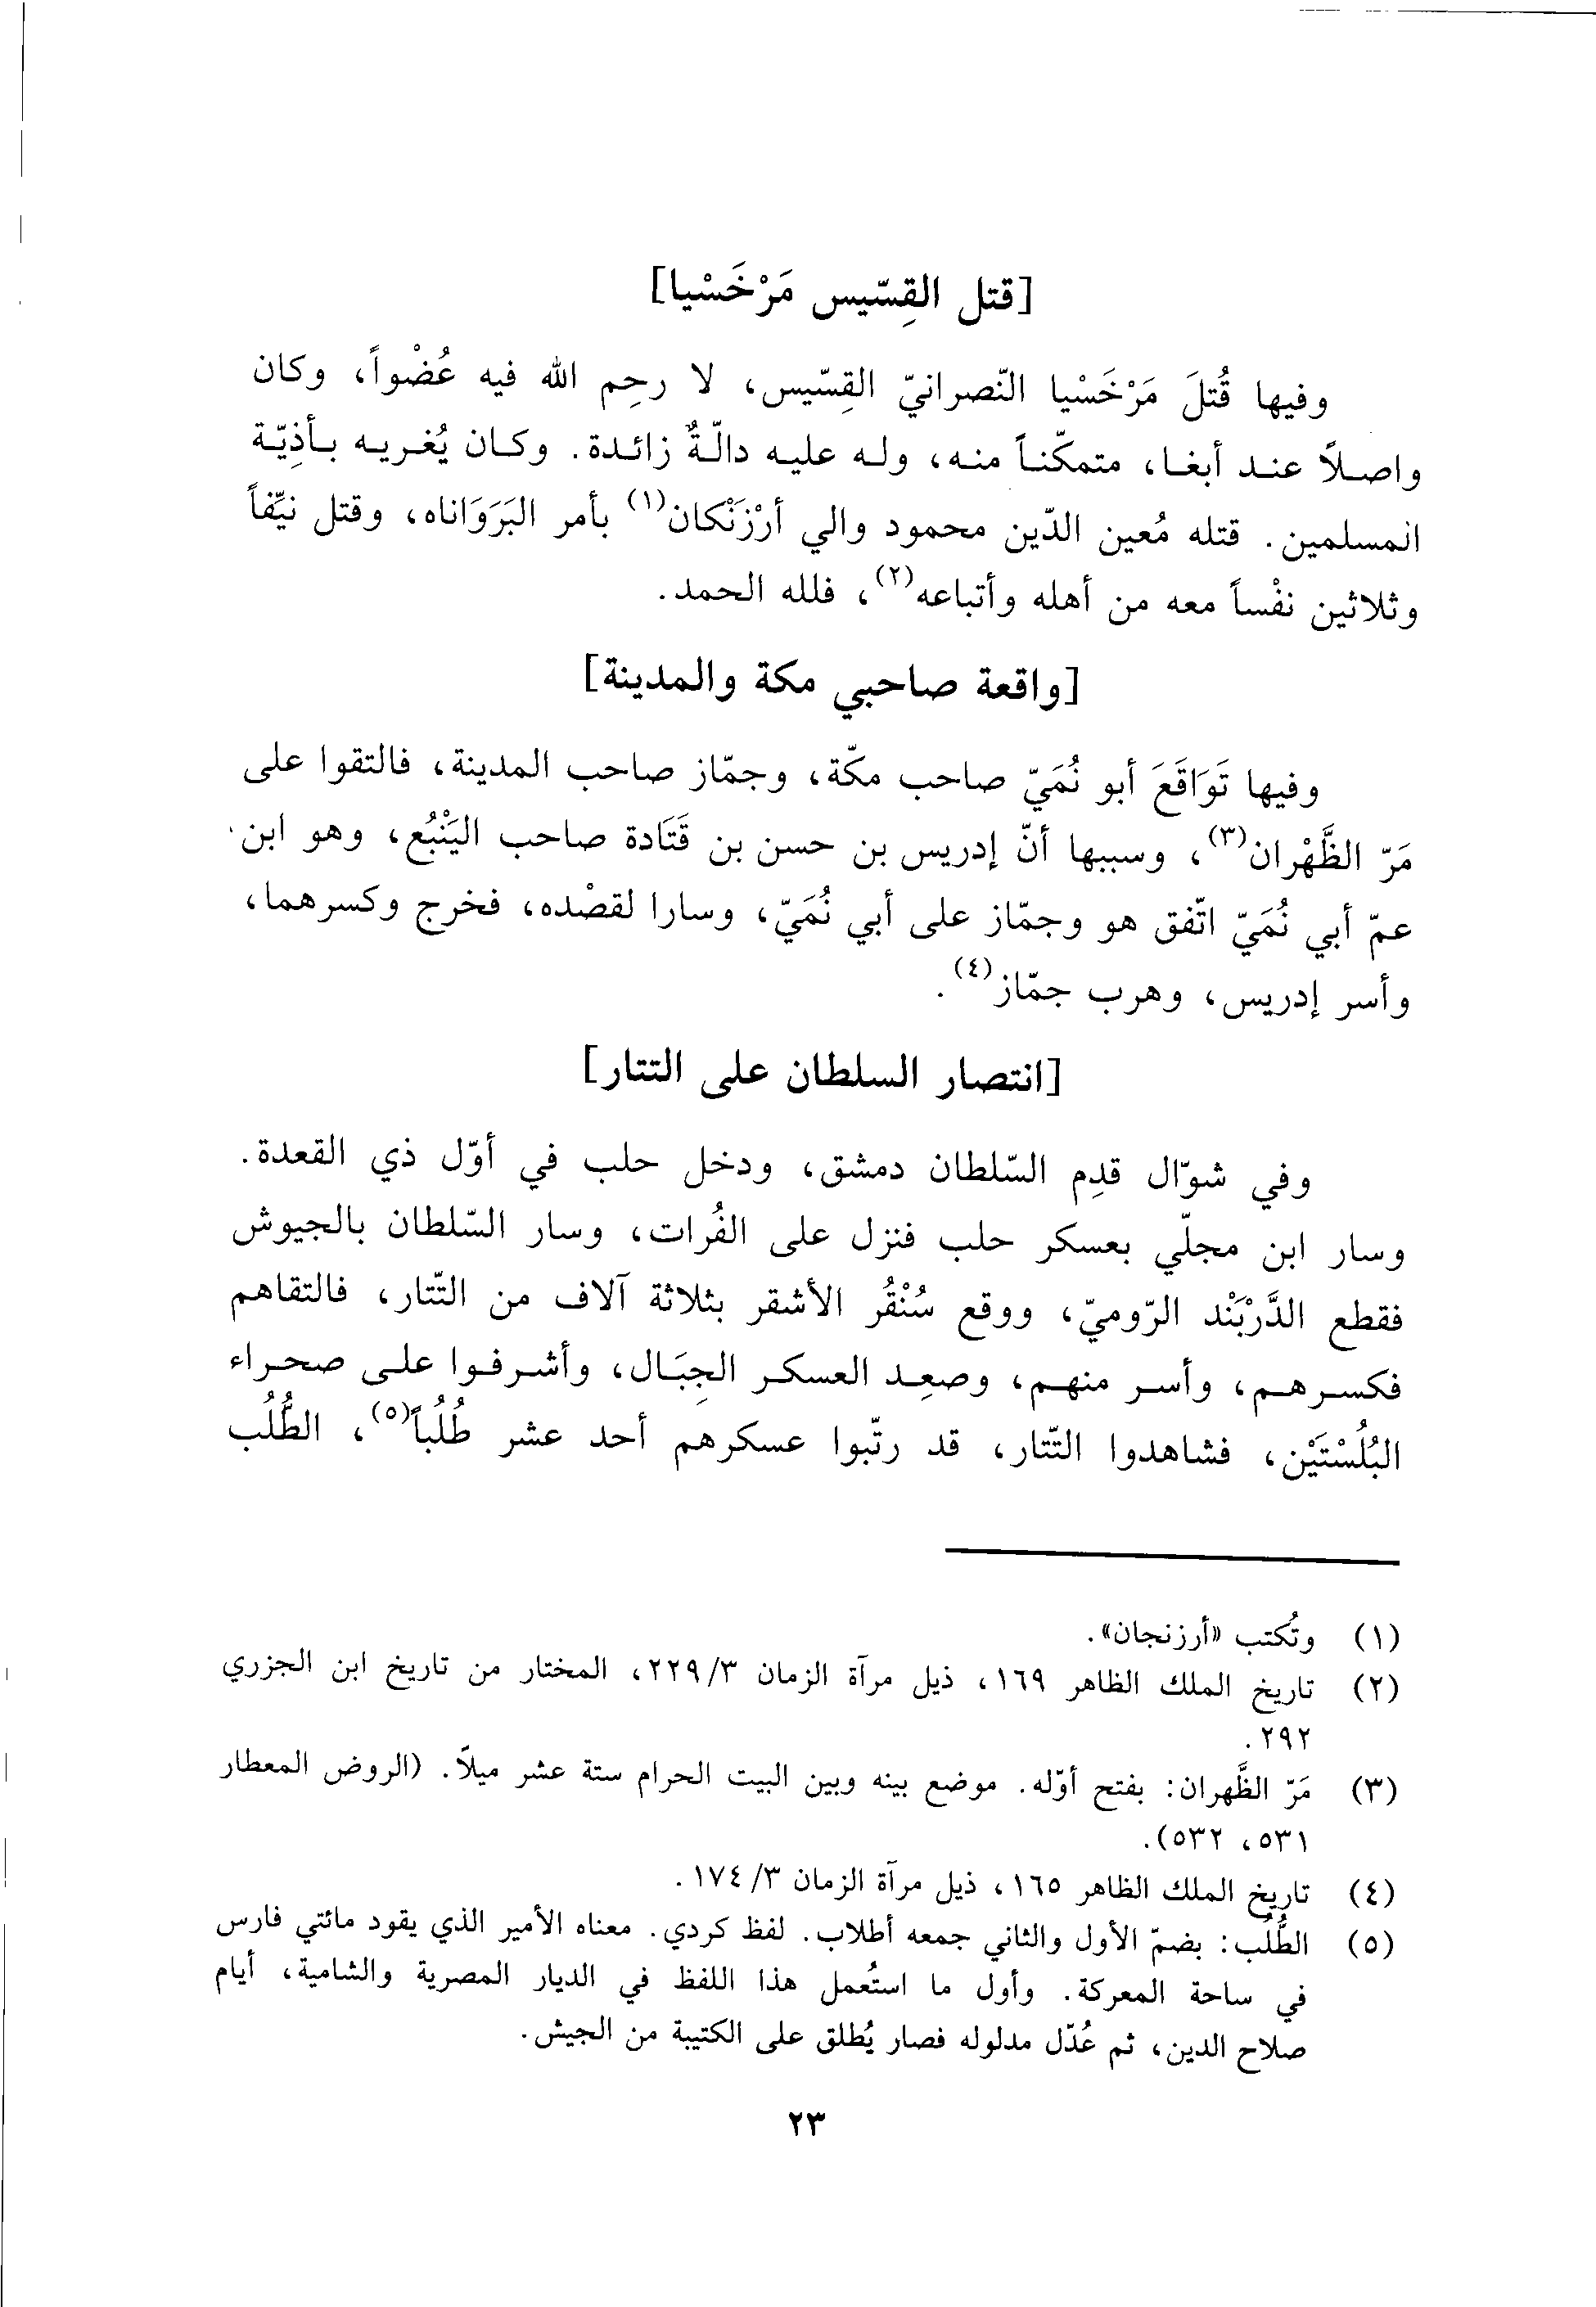 [قتل القِسّيس مَرْخَسْيا]
وفيها قُتلَ مَرْخَسْيا النّصرانيّ القِسّيس، لا رحِم الله فيه عُضْواً، وكان
واصلاً عند أبغا، متمكّناً منه، وله عليه دالّةٌ زائدة. وكان يُغريه بأذِيّة
المسلمين. قتله مُعين الدّين محمود والي أرْزَنْكان(١) بأمر البَرَوَاناه، وقتل نيِّفاً
وثلاثين نفْساً معه من أهله وأتباعه(٢)، فلله الحمد.
[واقعة صاحبي مكة والمدينة]
وفيها تَوَاقَعَ أبو نُمَيّ صاحب مكّة، وجمّاز صاحب المدينة، فالتقوا على
مَرّ الظَّهْران(٣)، وسببها أنّ إدريس بن حسن بن قَتَادة صاحب اليَنْبُع، وهو ابن
عمّ أبي نُمَيّ اتّفق هو وجمّاز على أبي نُمَيّ، وسارا لقصْده، فخرج وكسرهما،
وأسر إدريس، وهرب جمّاز(٤).
[انتصار السلطان على التتار]
وفي شوّال قدِم السّلطان دمشق، ودخل حلب في أوّل ذي القعدة.
وسار ابن مجلّي بعسكر حلب فنزل على الفُرات، وسار السّلطان بالجيوش
فقطع الدَّرْبَنْد الرّوميّ، ووقع سُنْقُر الأشقر بثلاثة آلاف من التّتار، فالتقاهم
فكسرهم، وأسر منهم، وصعِد العسكر الجِبَال، وأشرفوا على صحراء
البُلُسْتَيْن، فشاهدوا التّتار، قد رتّبوا عسكرهم أحد عشر طُلُباً(٥)، الطُّلُب
(١) وتُكتب «أرزنجان».
(٢) تاريخ الملك الظاهر ١٦٩، ذيل مرآة الزمان ٢٢٩/٣، المختار من تاريخ ابن الجزري
٢٩٢.
(٣) مَرّ الظَّهران: بفتح أوّله. موضع بينه وبين البيت الحرام ستة عشر ميلاً. (الروض المعطار
٥٣١، ٥٣٢).
(٤) تاريخ الملك الظاهر ١٦٥، ذيل مرآة الزمان ١٧٤/٣.
(٥) الطُّلُب: بضمّ الأول والثاني جمعه أطلاب. لفظ كردي. معناه الأمير الذي يقود مائتي فارس
في ساحة المعركة. وأول ما استُعمل هذا اللفظ في الديار المصرية والشامية، أيام
صلاح الدين، ثم عُدّل مدلوله فصار يُطلق على الكتيبة من الجيش.
٢٣